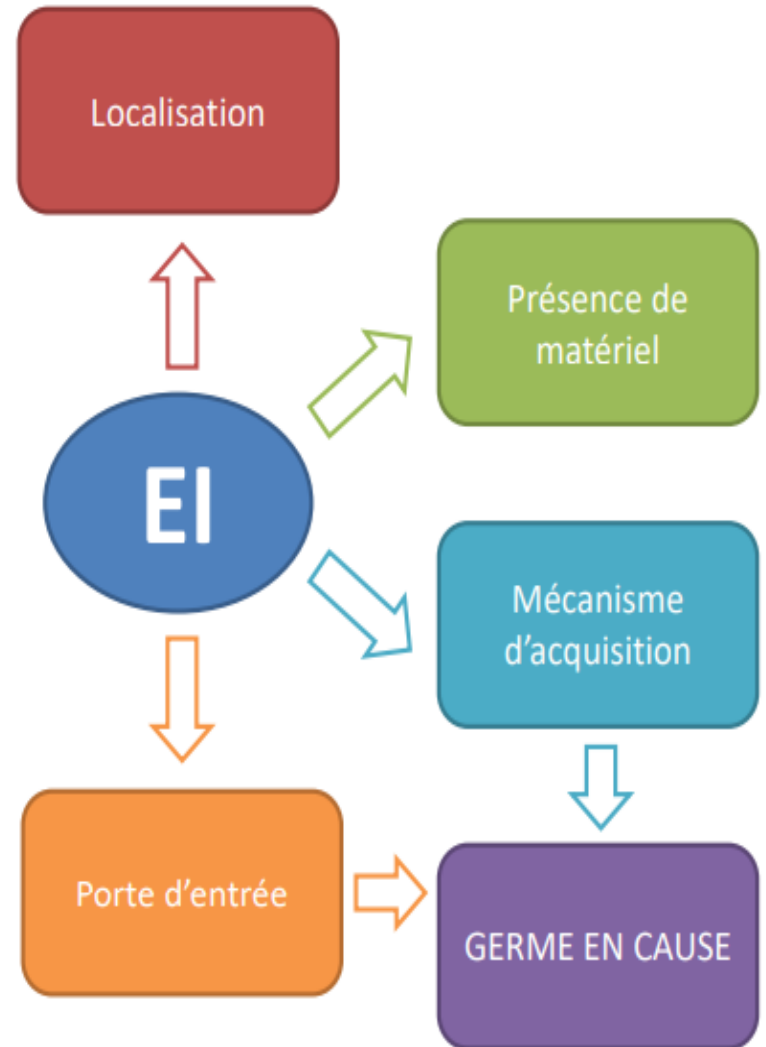 Localisation
Présence de
matériel
EI
Mécanisme
d’acquisition
Porte d’entrée
GERME EN CAUSE